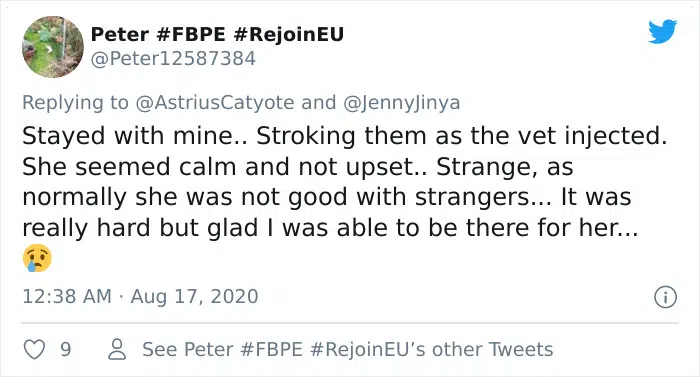 Peter #FBPE #RejoinEU
@Peter12587384
Replying to @AstriusCatyote and @JennyJinya
Stayed with mine.. Stroking them as the vet injected.
She seemed calm and not upset.. Strange, as
normally she was not good with strangers... It was
really hard but glad I was able to be there for her...
😢
12:38 AM · Aug 17, 2020
9 See Peter #FBPE #RejoinEU’s other Tweets